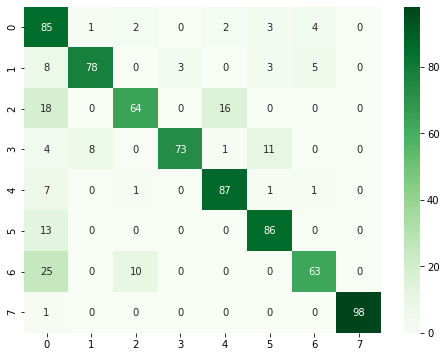 0 85 1 2 0 2 3 4 0
1 8 78 0 3 0 3 5 0
2 18 0 64 0 16 0 0 0
3 4 8 0 73 1 11 0 0
4 7 0 1 0 87 1 1 0
5 13 0 0 0 0 86 0 0
6 25 0 10 0 0 0 63 0
7 1 0 0 0 0 0 0 98
0 1 2 3 4 5 6 7
80
60
40
20
0